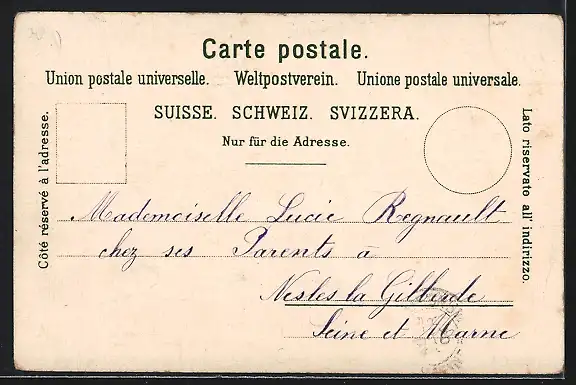 Carte postale.
Union postale universelle. Weltpostverein. Unione postale universale.
SUISSE. SCHWEIZ. SVIZZERA.
Nur für die Adresse.
Côté réservé à l'adresse.
Lato riservato all' indirizzo.
Mademoiselle Lucie Regnault
chez ses Parents à
Nesles la Gilberde
Seine et Marne